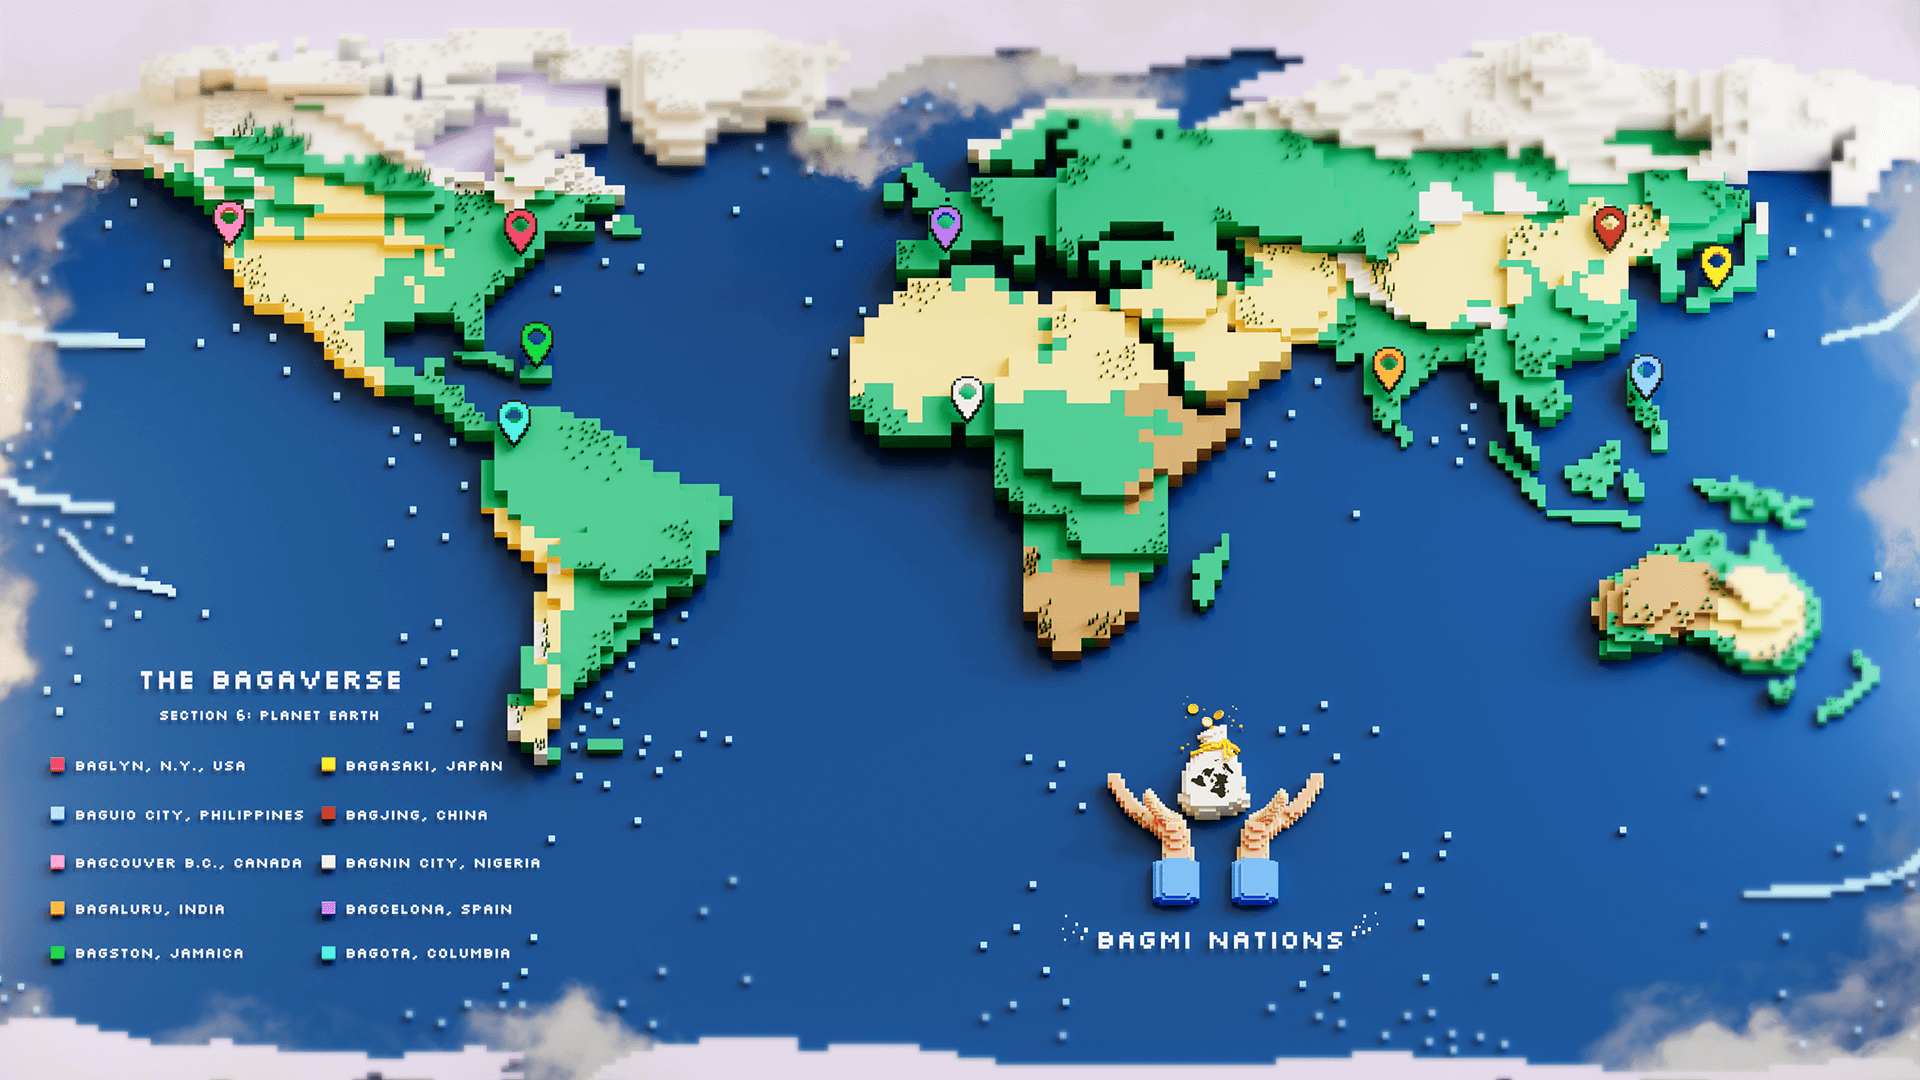 THE BAGAVERSE
SECTION 6: PLANET EARTH
BAGLYN, N.Y., USA
BAGUIO CITY, PHILIPPINES
BAGCOUVER B.C., CANADA
BAGALURU, INDIA
BAGSTON, JAMAICA
BAGASAKI, JAPAN
BAGJING, CHINA
BAGNIN CITY, NIGERIA
BAGCELONA, SPAIN
BAGOTA, COLUMBIA
BAGMI NATIONS